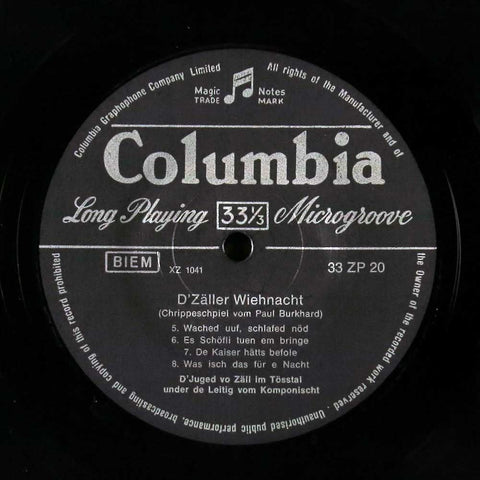 Columbia Graphophone Company Limited
All rights of the Manufacturer and of the Owner of the recorded work reserved. Unauthorised public performance, broadcasting and copying of this record prohibited
Magic Notes
TRADE MARK
Columbia
Long Playing 33⅓ Microgroove
BIEM XZ 1041 33 ZP 20
D'Zäller Wiehnacht
(Chrippeschpiel vom Paul Burkhard)
5. Wached uuf, schlafed nöd
6. Es Schöfli tuen em bringe
7. De Kaiser hätts befole
8. Was isch das für e Nacht
D'Juged vo Zäll im Tösstal
under de Leitig vom Komponischt